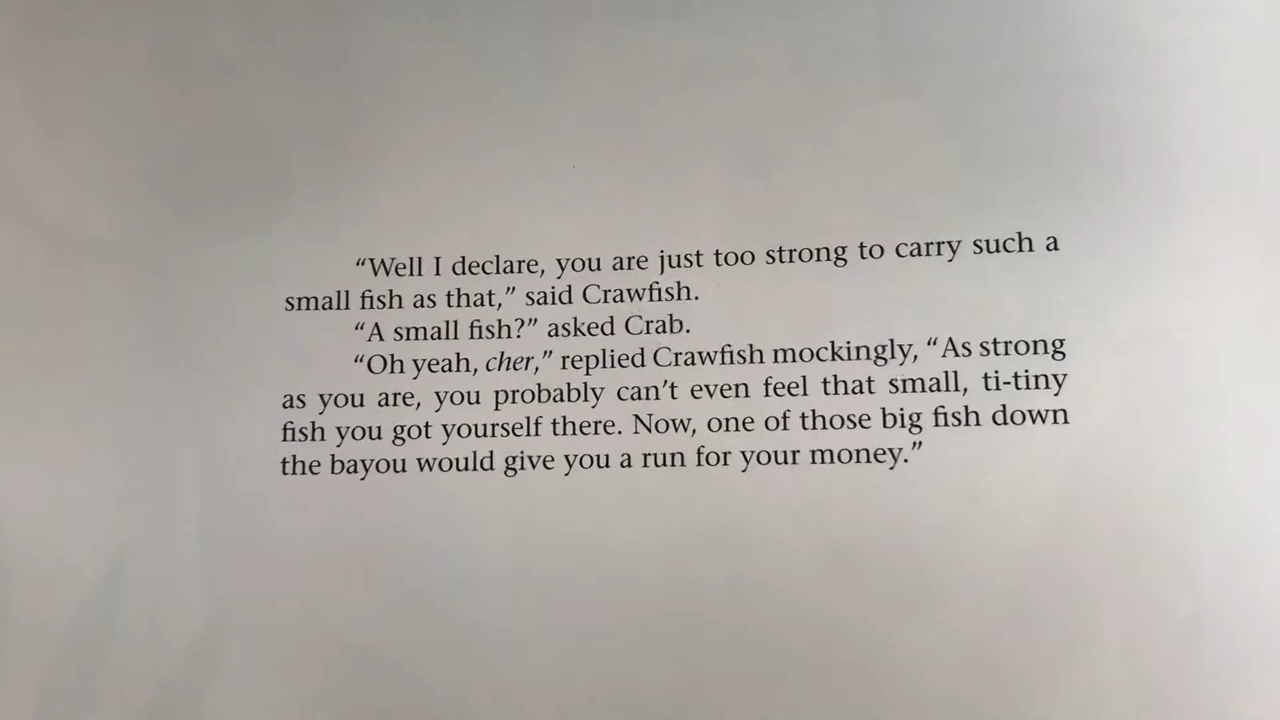 “Well I declare, you are just too strong to carry such a
small fish as that,” said Crawfish.
“A small fish?” asked Crab.
“Oh yeah, cher,” replied Crawfish mockingly, “As strong
as you are, you probably can’t even feel that small, ti-tiny
fish you got yourself there. Now, one of those big fish down
the bayou would give you a run for your money.”